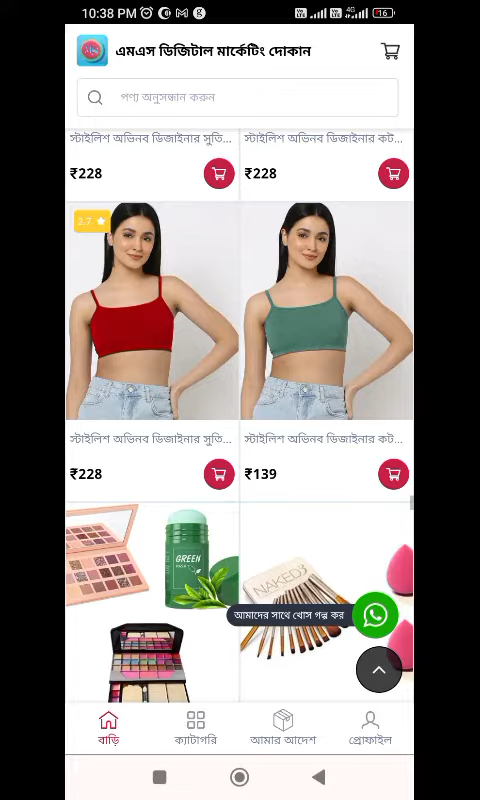 10:38 PM
4G
16
এমএস ডিজিটাল মার্কেটিং দোকান
পণ্য অনুসন্ধান করুন
স্টাইলিশ অভিনব ডিজাইনার সুতি...
স্টাইলিশ অভিনব ডিজাইনার কট...
₹228
₹228
3.7
স্টাইলিশ অভিনব ডিজাইনার সুতি...
স্টাইলিশ অভিনব ডিজাইনার কট...
₹228
₹139
GREEN
NAKED3
আমাদের সাথে খোস গল্প কর
বাড়ি
ক্যাটাগরি
আমার আদেশ
প্রোফাইল